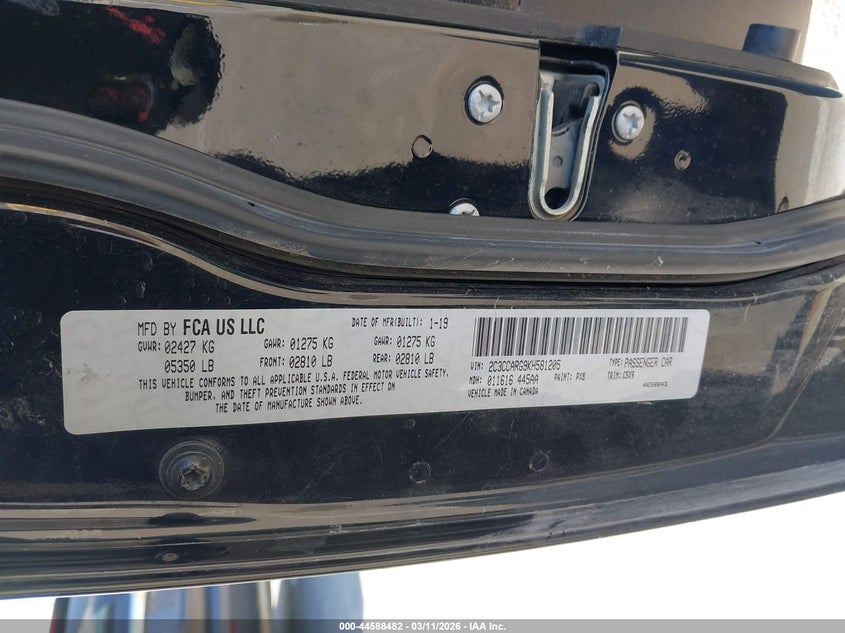 MFD BY FCA US LLC
DATE OF MFR(BUILT): 1-19
GVWR: 02427 KG
GAWR: 01275 KG
GAWR: 01275 KG
05350 LB
FRONT: 02810 LB
REAR: 02810 LB
THIS VEHICLE CONFORMS TO ALL APPLICABLE U.S.A. FEDERAL MOTOR VEHICLE SAFETY,
BUMPER, AND THEFT PREVENTION STANDARDS IN EFFECT ON
THE DATE OF MANUFACTURE SHOWN ABOVE.
VIN: 2C3CCARG9KH581205
TYPE: PASSENGER CAR
MDH: 011616 445AA
PAINT: PX8
TRIM: C5V9
VEHICLE MADE IN CANADA
4658843
000-44588482 - 03/11/2026 - IAA Inc.